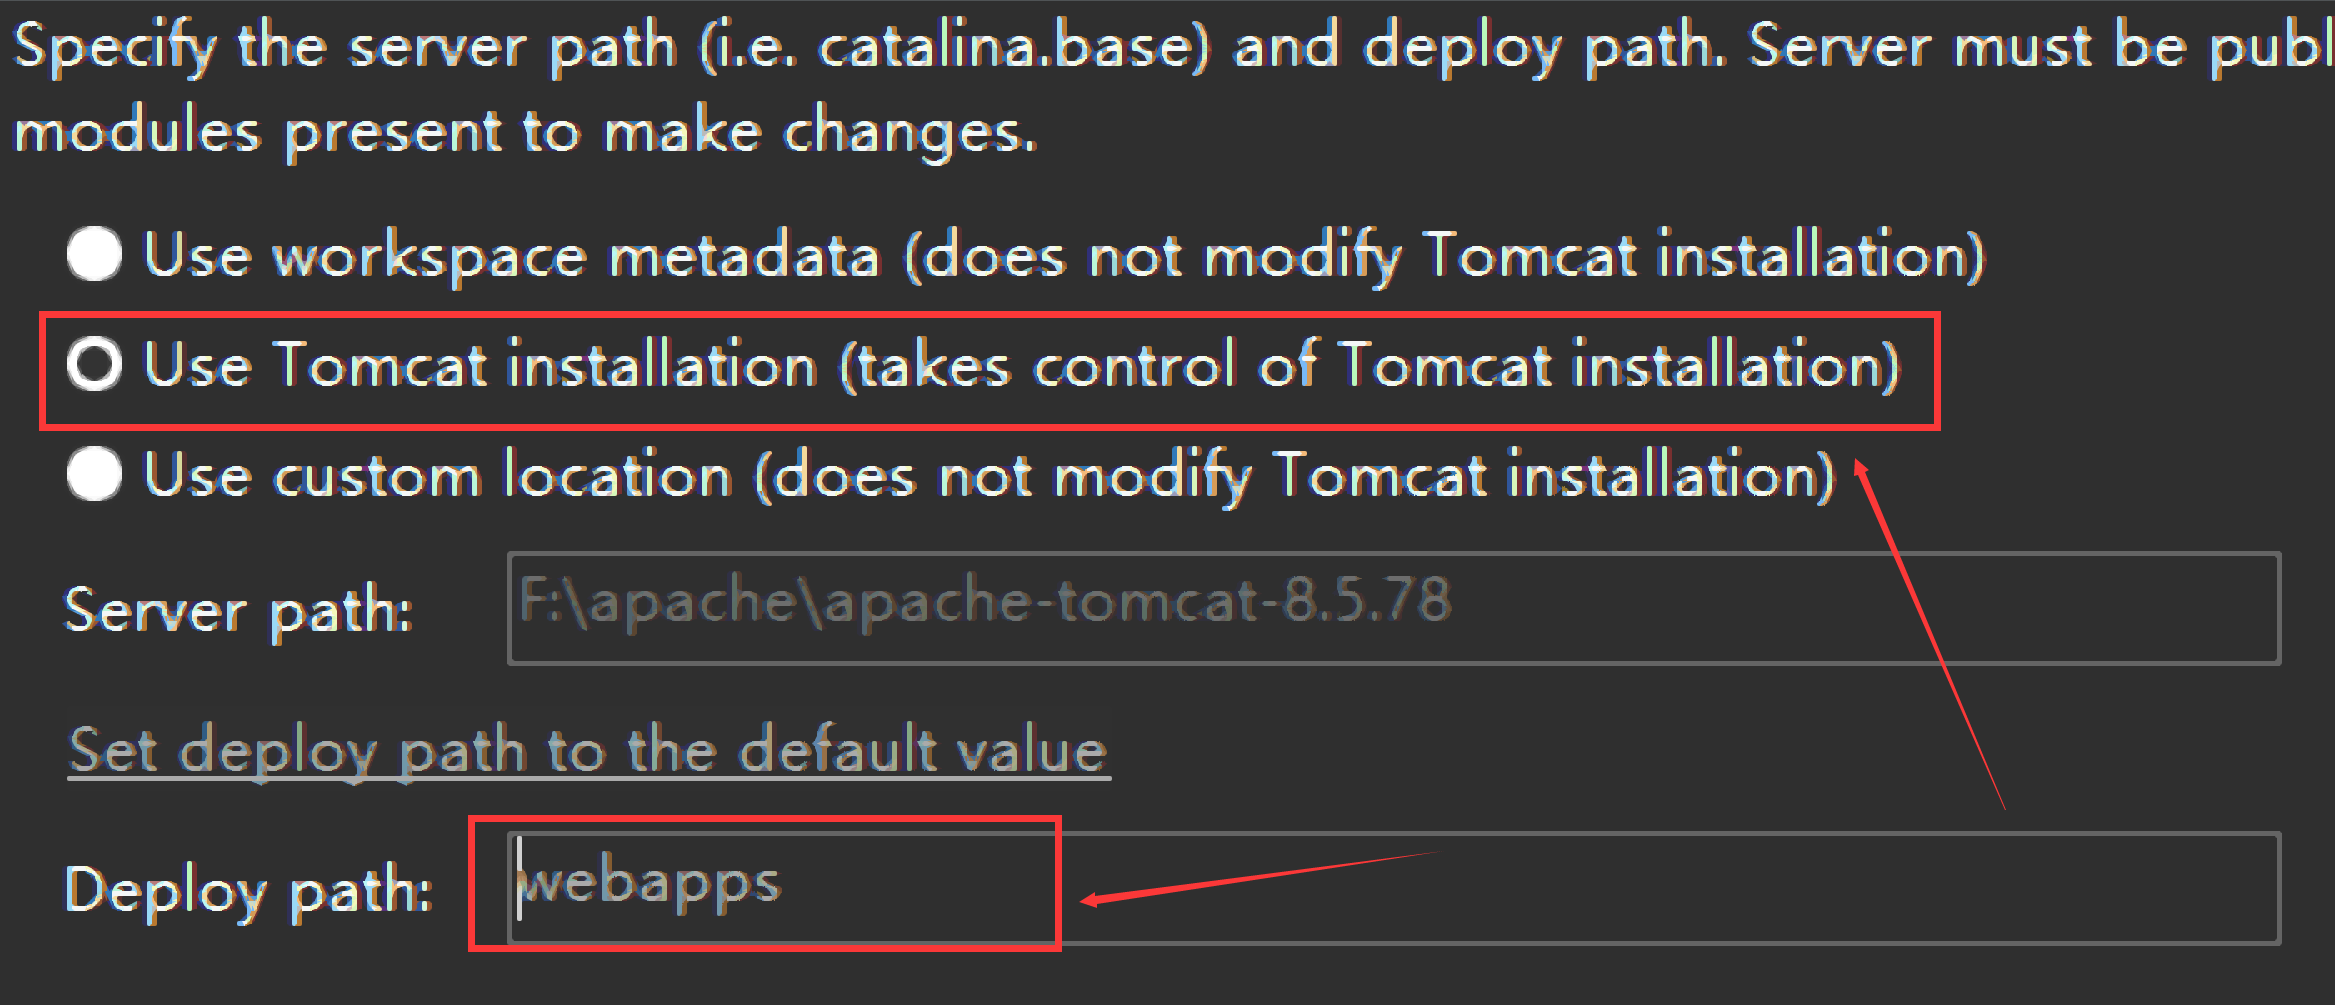 Specify the server path (i.e. catalina.base) and deploy path. Server must be publ
modules present to make changes.
Use workspace metadata (does not modify Tomcat installation)
Use Tomcat installation (takes control of Tomcat installation)
Use custom location (does not modify Tomcat installation)
Server path: F:\apache\apache-tomcat-8.5.78
Set deploy path to the default value
Deploy path: webapps